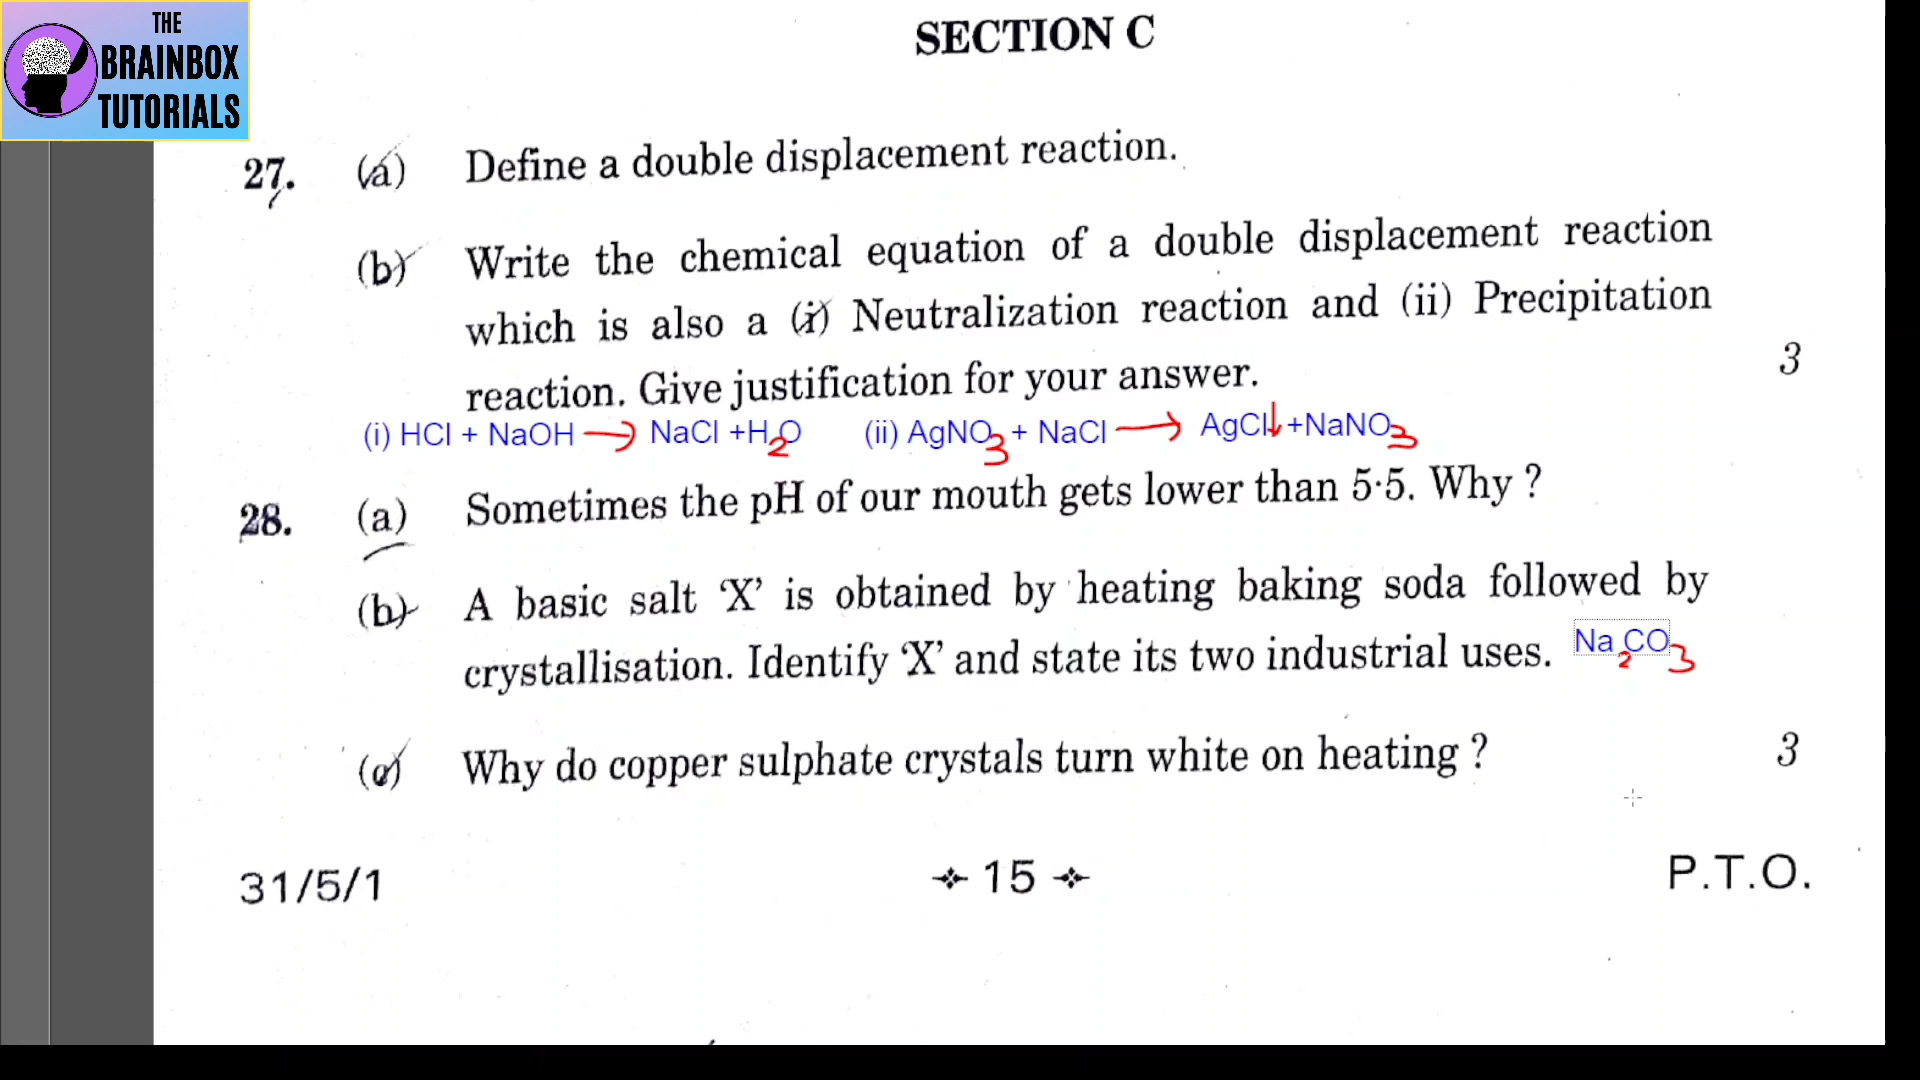 THE
BRAINBOX
TUTORIALS
SECTION C
27. (a) Define a double displacement reaction.
(b) Write the chemical equation of a double displacement reaction
which is also a (i) Neutralization reaction and (ii) Precipitation
reaction. Give justification for your answer. 3
(i) HCl + NaOH → NaCl +H2O (ii) AgNO3 + NaCl → AgCl↓+NaNO3
28. (a) Sometimes the pH of our mouth gets lower than 5·5. Why ?
(b) A basic salt ‘X’ is obtained by heating baking soda followed by
crystallisation. Identify ‘X’ and state its two industrial uses. Na2CO3
(c) Why do copper sulphate crystals turn white on heating ? 3
31/5/1 15 P.T.O.